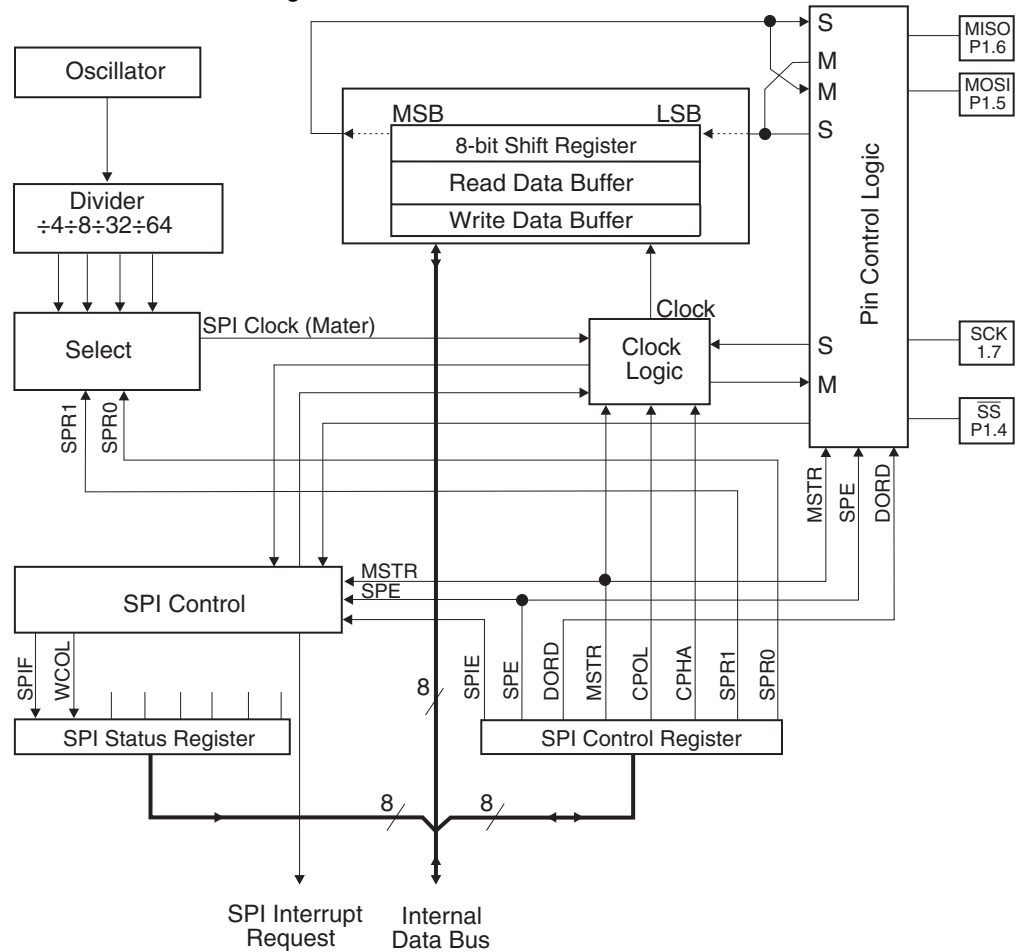 Oscillator
Divider
÷4÷8÷32÷64
Select
SPR1
SPR0
SPI Clock (Mater)
MSB
LSB
8-bit Shift Register
Read Data Buffer
Write Data Buffer
Clock
Clock
Logic
S
M
M
S
S
M
Pin Control Logic
MISO
P1.6
MOSI
P1.5
SCK
1.7
SS
P1.4
MSTR
SPE
DORD
SPI Control
MSTR
SPE
SPIF
WCOL
SPI Status Register
8
SPIE
SPE
DORD
MSTR
CPOL
CPHA
SPR1
SPR0
SPI Control Register
8
8
SPI Interrupt
Request
Internal
Data Bus